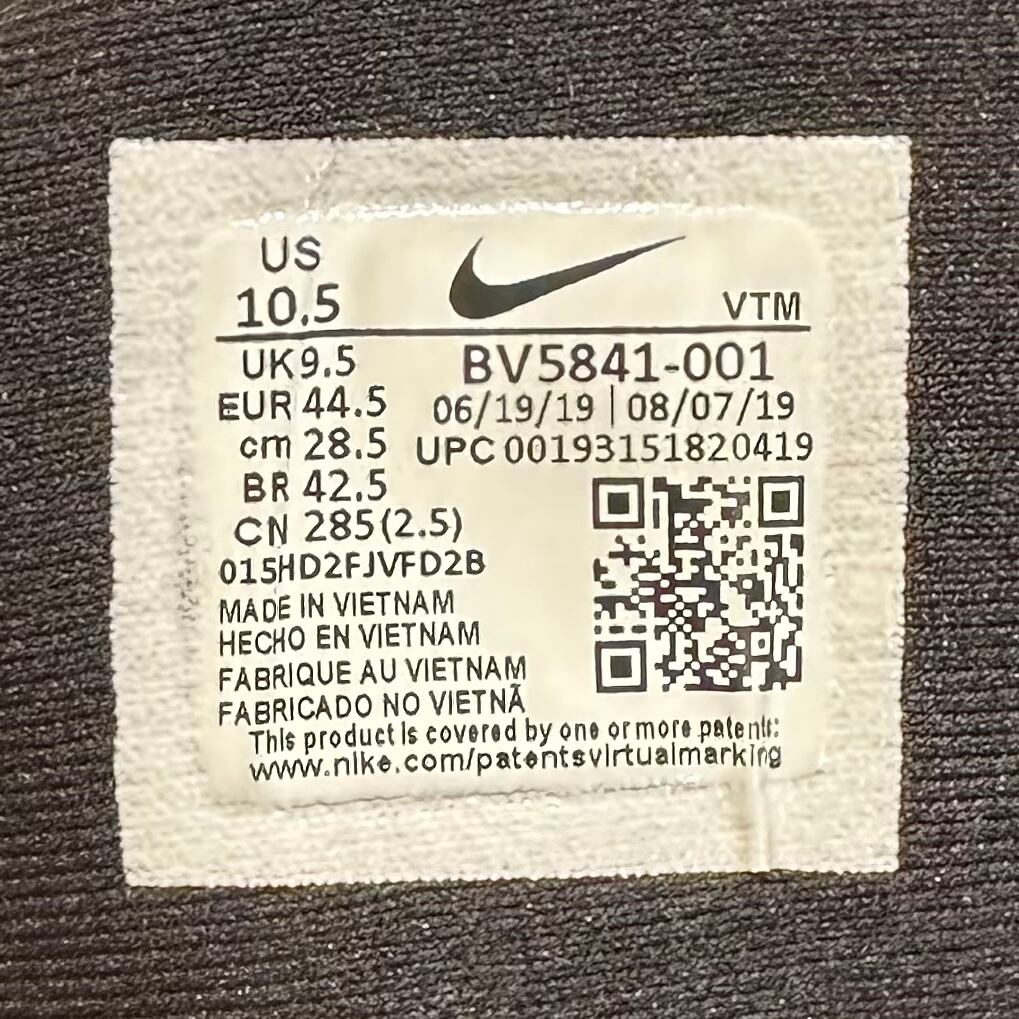 US
10.5
VTM
UK 9.5
BV5841-001
EUR 44.5
06/19/19 | 08/07/19
cm 28.5
UPC 00193151820419
BR 42.5
CN 285(2.5)
015HD2FJVFD2B
MADE IN VIETNAM
HECHO EN VIETNAM
FABRIQUE AU VIETNAM
FABRICADO NO VIETNÃ
This product is covered by one or more patents:
www.nike.com/patentsvirtualmarking